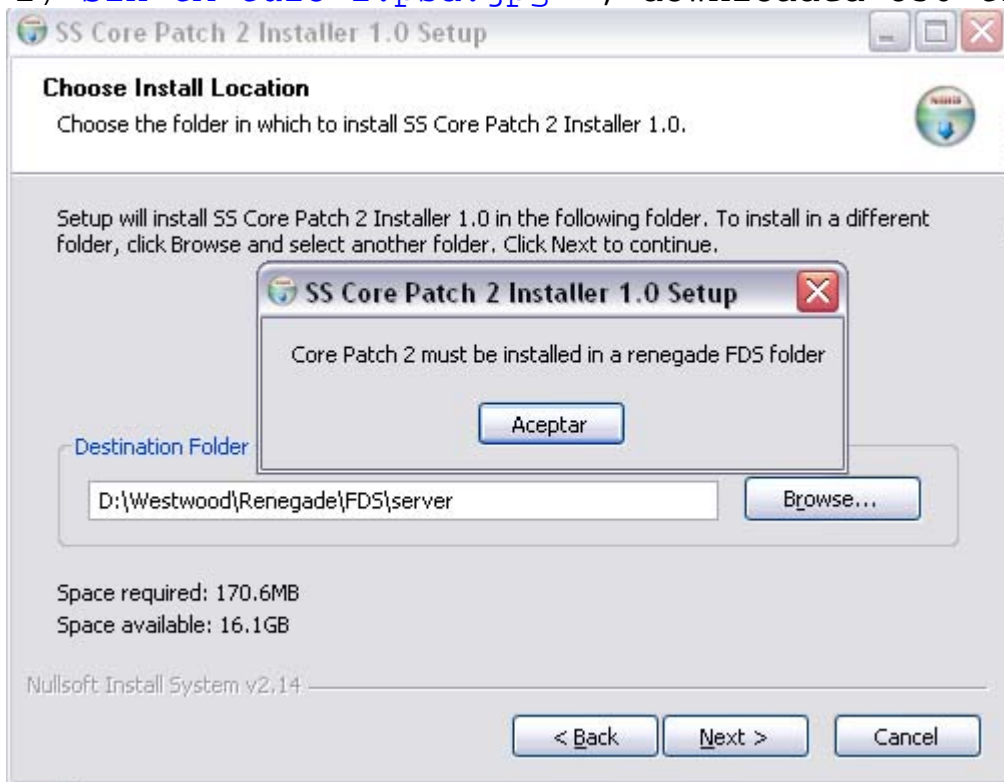 SS Core Patch 2 Installer 1.0 Setup
Choose Install Location
Choose the folder in which to install SS Core Patch 2 Installer 1.0.
Setup will install SS Core Patch 2 Installer 1.0 in the following folder. To install in a different
folder, click Browse and select another folder. Click Next to continue.
SS Core Patch 2 Installer 1.0 Setup
Core Patch 2 must be installed in a renegade FDS folder
Aceptar
Destination Folder
D:\Westwood\Renegade\FDS\server
Browse...
Space required: 170.6MB
Space available: 16.1GB
Nullsoft Install System v2.14
< Back
Next >
Cancel